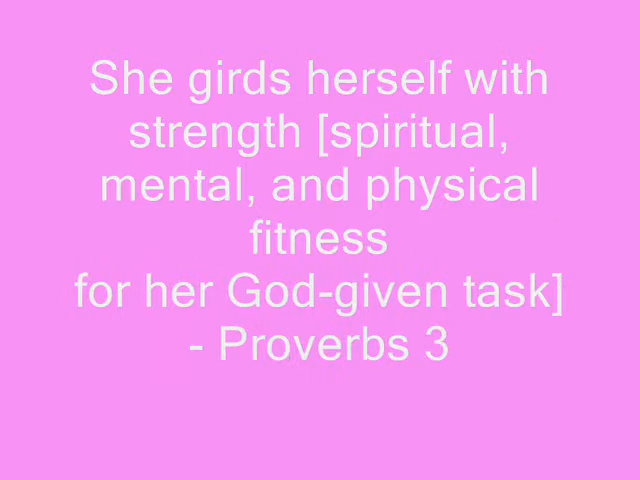 She girds herself with
strength [spiritual,
mental, and physical
fitness
for her God-given task]
- Proverbs 3